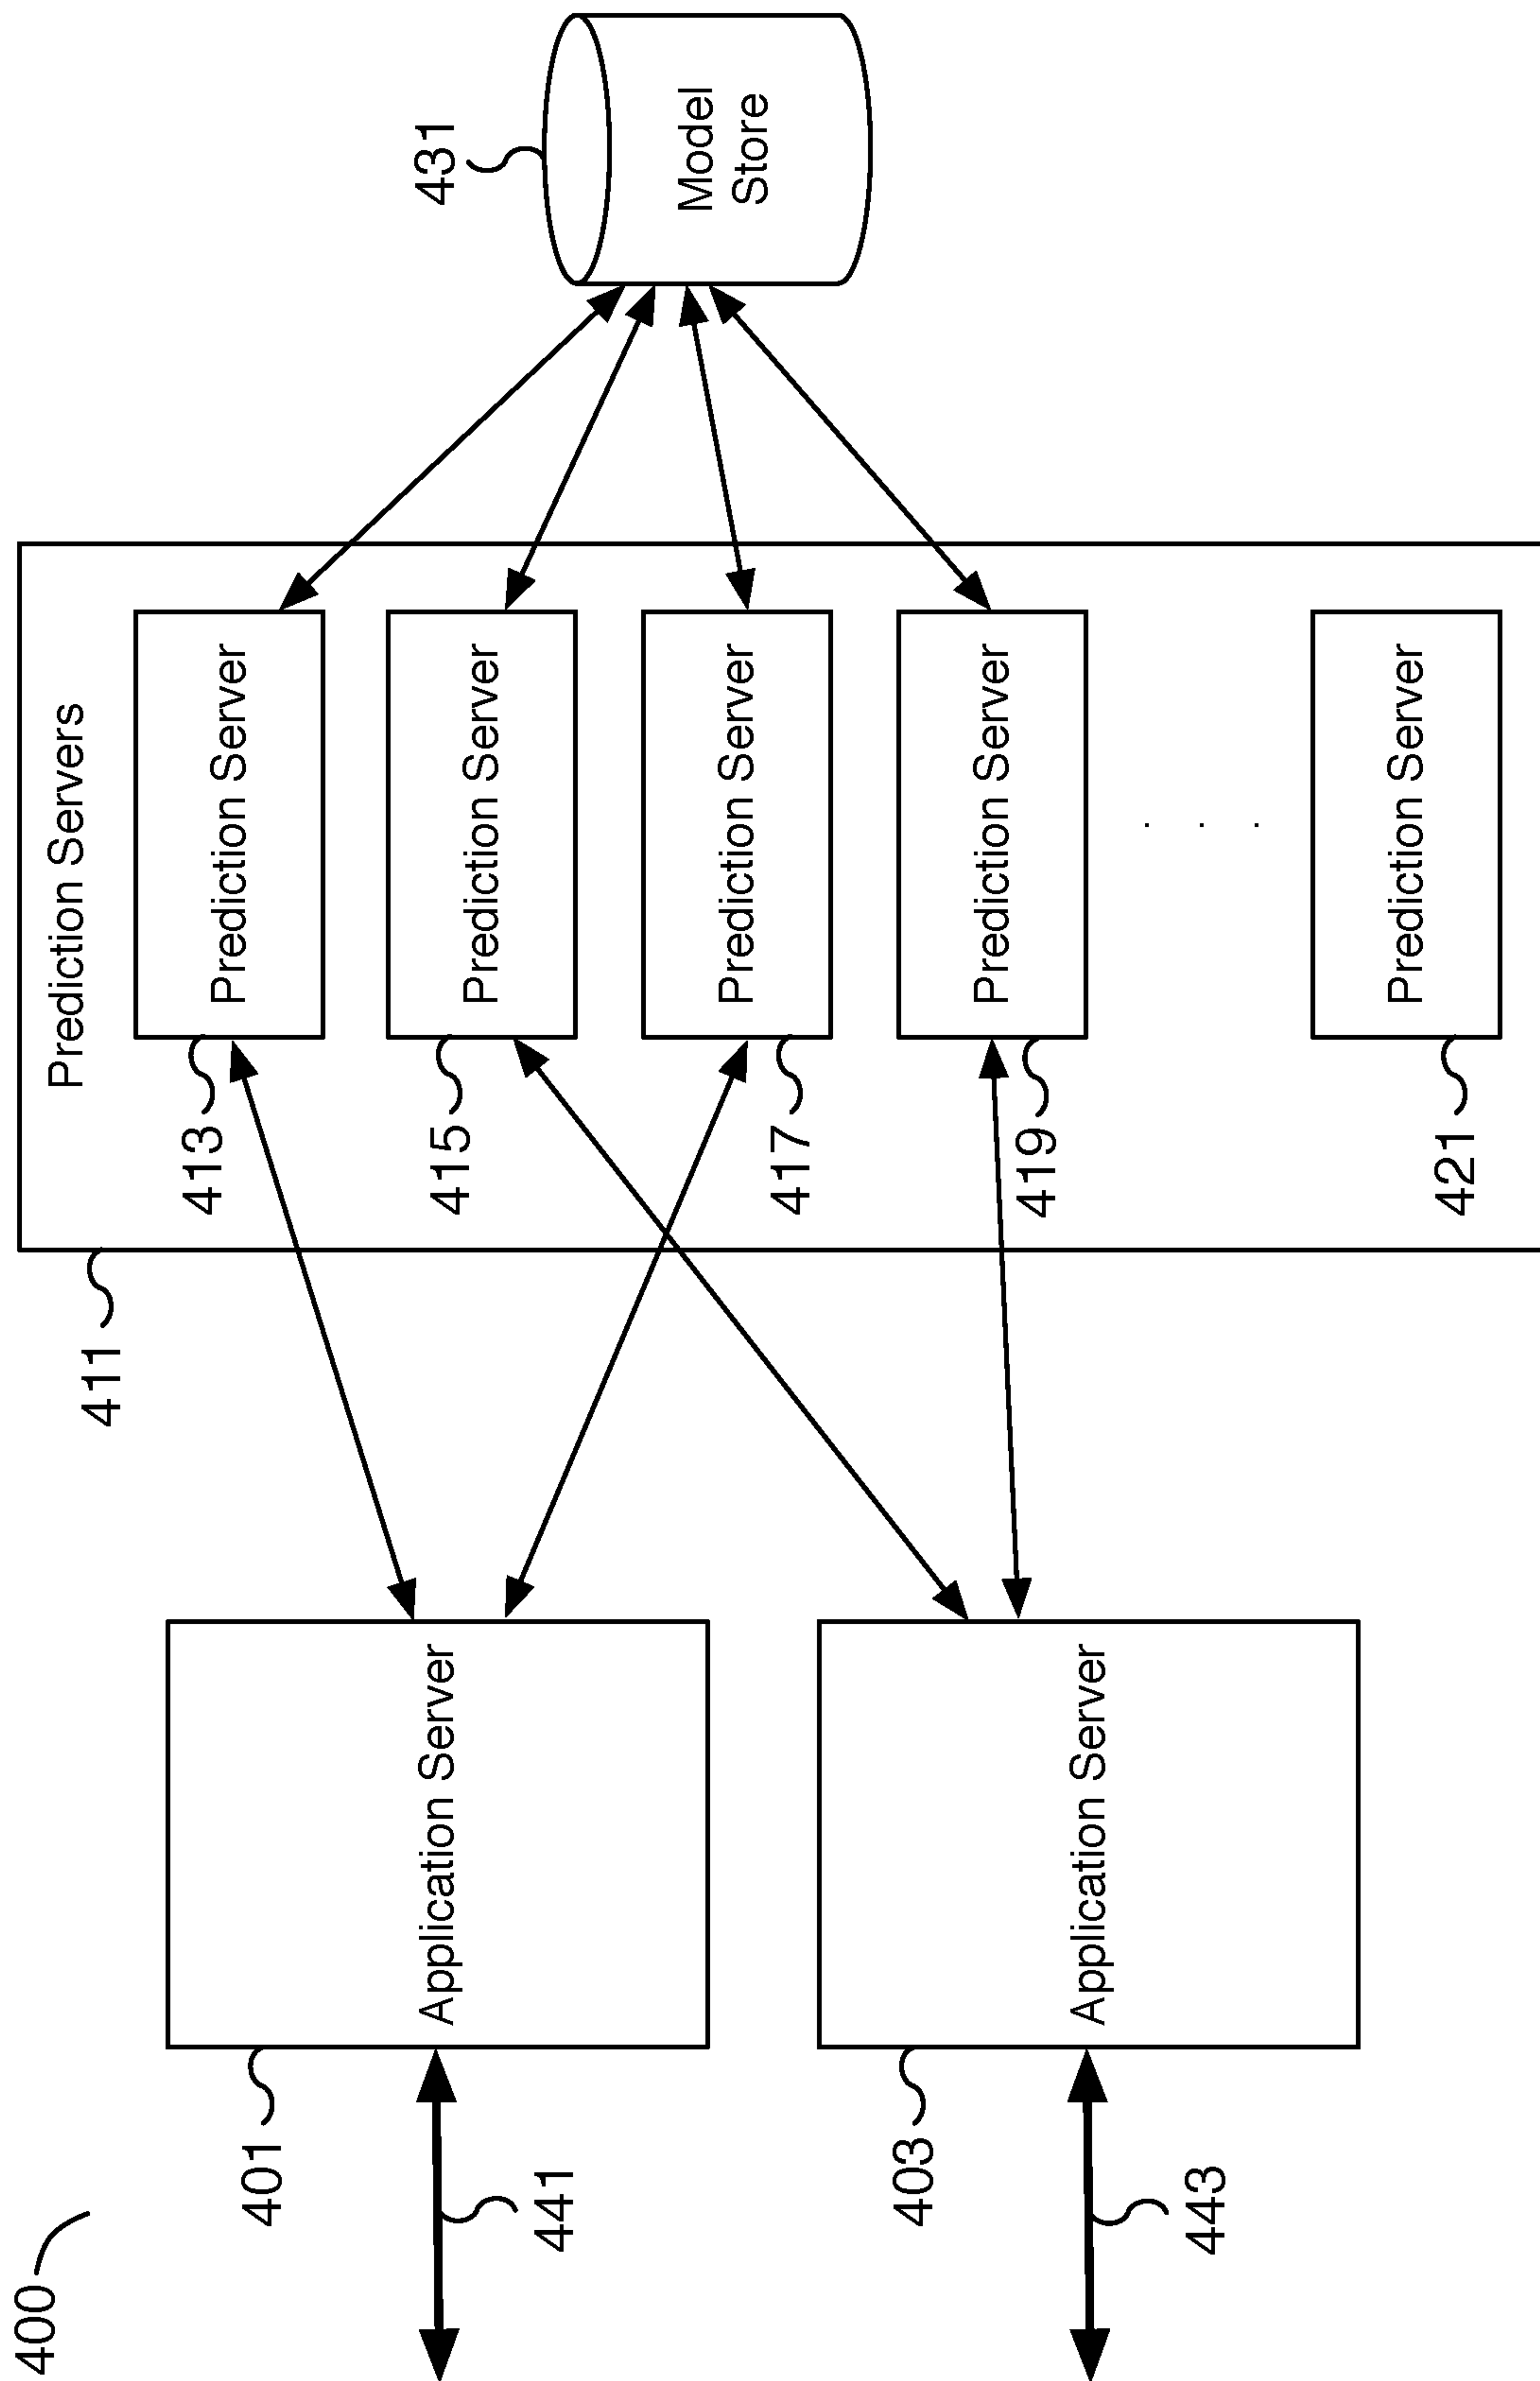 400
401
Application Server
441
403
Application Server
443
411
Prediction Servers
413
Prediction Server
415
Prediction Server
417
Prediction Server
419
Prediction Server
. . .
421
Prediction Server
431
Model
Store